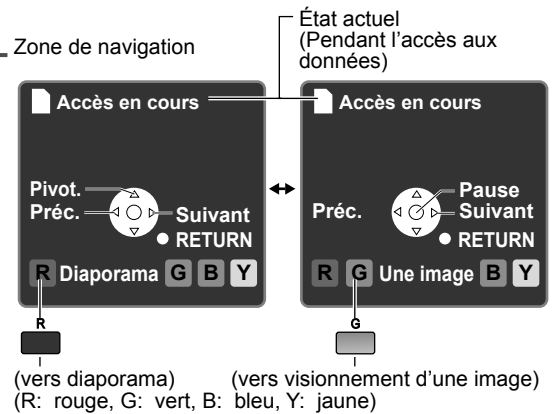 Zone de navigation
État actuel
(Pendant l'accès aux
données)
Accès en cours
Pivot.
Préc.
Suivant
RETURN
R Diaporama G B Y
R
(vers diaporama)
Accès en cours
Pause
Préc.
Suivant
RETURN
R G Une image B Y
G
(vers visionnement d'une image)
(R: rouge, G: vert, B: bleu, Y: jaune)